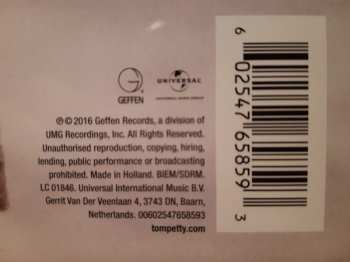 GEFFEN
UNIVERSAL
UNIVERSAL MUSIC GROUP
℗ © 2016 Geffen Records, a division of
UMG Recordings, Inc. All Rights Reserved.
Unauthorised reproduction, copying, hiring,
lending, public performance or broadcasting
prohibited. Made in Holland. BIEM/SDRM.
LC 01846. Universal International Music B.V.
Gerrit Van Der Veenlaan 4, 3743 DN, Baarn,
Netherlands. 00602547658593
tompetty.com
6 02547 65859 3